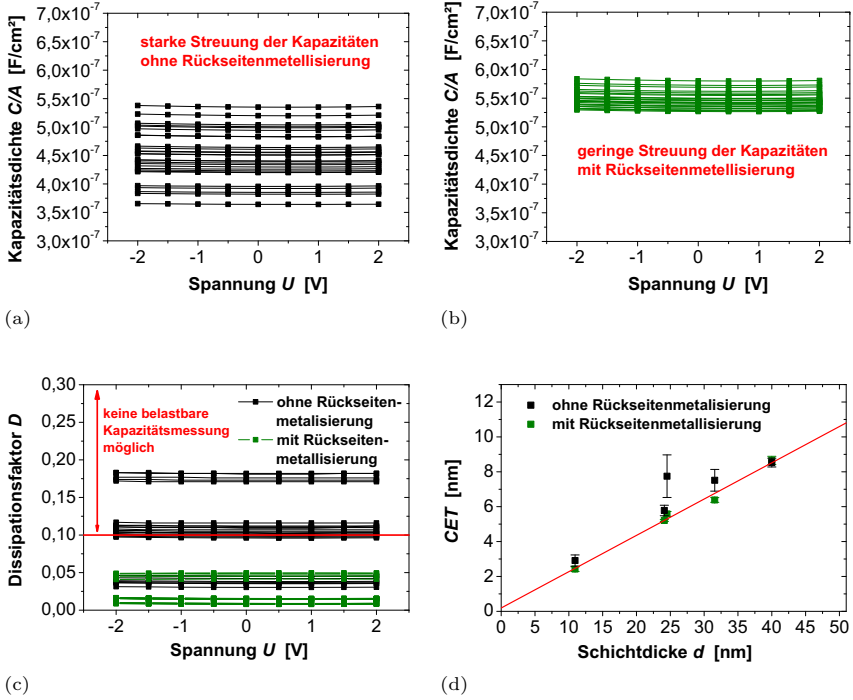 starke Streuung der Kapazitäten
ohne Rückseitenmetellisierung
Kapazitätsdichte C/A [F/cm²]
6,5x10⁻⁷
6,0x10⁻⁷
5,5x10⁻⁷
5,0x10⁻⁷
4,5x10⁻⁷
4,0x10⁻⁷
3,5x10⁻⁷
3,0x10⁻⁷
-2 -1 0 1 2
Spannung U [V]
(a)
geringe Streuung der Kapazitäten
mit Rückseitenmetellisierung
Kapazitätsdichte C/A [F/cm²]
7,0x10⁻⁷
6,5x10⁻⁷
6,0x10⁻⁷
5,5x10⁻⁷
5,0x10⁻⁷
4,5x10⁻⁷
4,0x10⁻⁷
3,5x10⁻⁷
3,0x10⁻⁷
-2 -1 0 1 2
Spannung U [V]
(b)
keine belastbare
Kapazitätsmessung
möglich
ohne Rückseiten-
metalisierung
mit Rückseiten-
metallisierung
Dissipationsfaktor D
0,30
0,25
0,20
0,15
0,10
0,05
0,00
-2 -1 0 1 2
Spannung U [V]
(c)
ohne Rückseitenmetalisierung
mit Rückseitenmetallisierung
CET [nm]
12
10
8
6
4
2
0
0 5 10 15 20 25 30 35 40 45 50
Schichtdicke d [nm]
(d)